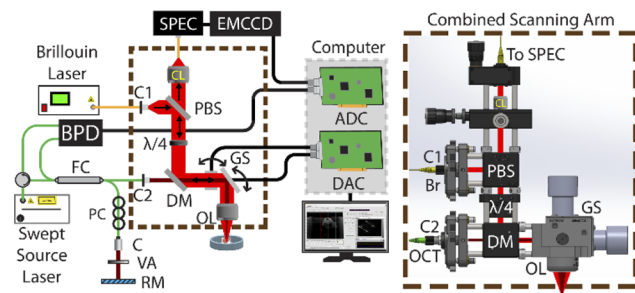 SPEC
EMCCD
Combined Scanning Arm
Brillouin
Laser
Computer
To SPEC
CL
CL
C1
PBS
ADC
BPD
λ/4
GS
C1
PBS
Br
FC
C2
DM
DAC
λ/4
GS
PC
OL
C2
DM
OCT
OL
Swept
Source
Laser
C
VA
RM